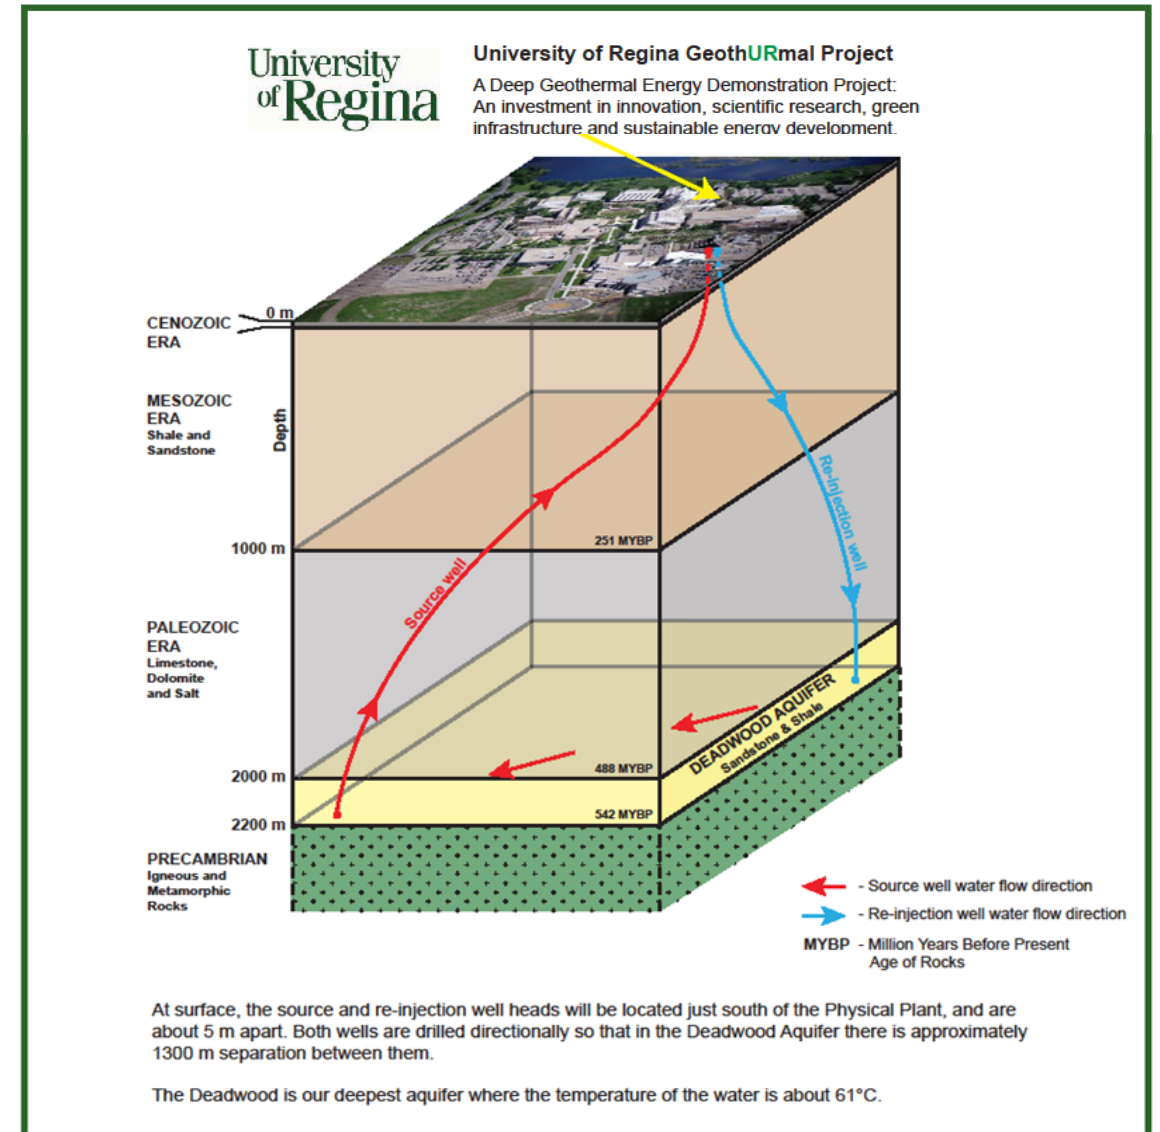 University
of Regina
University of Regina GeothURmal Project
A Deep Geothermal Energy Demonstration Project:
An investment in innovation, scientific research, green
infrastructure and sustainable energy development.
0 m
CENOZOIC
ERA
MESOZOIC
ERA
Shale and
Sandstone
Depth
Re-injection well
251 MYBP
1000 m
Source well
PALEOZOIC
ERA
Limestone,
Dolomite
and Salt
DEADWOOD AQUIFER
Sandstone & Shale
488 MYBP
2000 m
542 MYBP
2200 m
PRECAMBRIAN
Igneous and
Metamorphic
Rocks
- Source well water flow direction
- Re-injection well water flow direction
MYBP - Million Years Before Present
Age of Rocks
At surface, the source and re-injection well heads will be located just south of the Physical Plant, and are
about 5 m apart. Both wells are drilled directionally so that in the Deadwood Aquifer there is approximately
1300 m separation between them.
The Deadwood is our deepest aquifer where the temperature of the water is about 61°C.